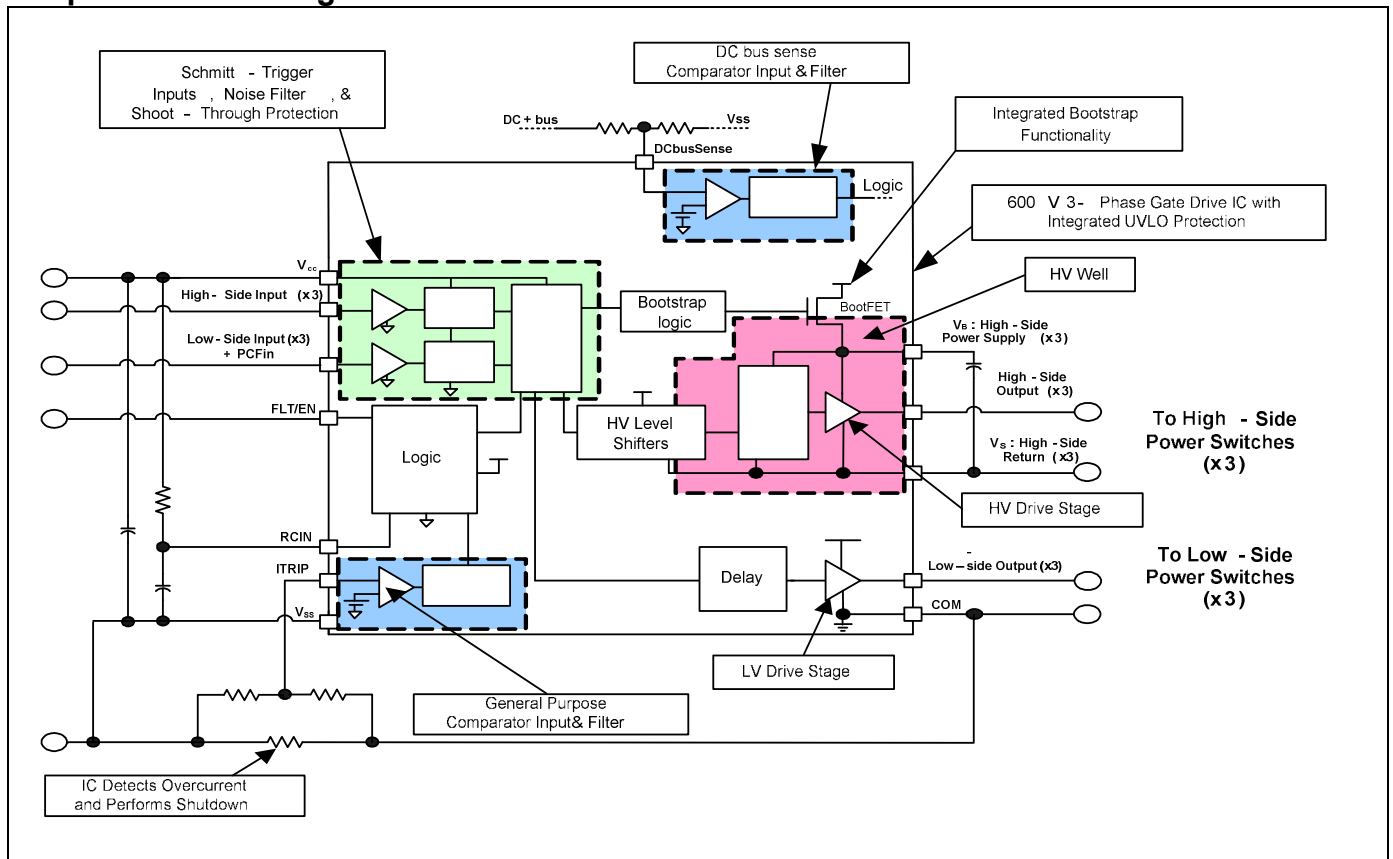 Schmitt - Trigger
Inputs , Noise Filter , &
Shoot - Through Protection
DC bus sense
Comparator Input & Filter
DC + bus
Vss
DCbusSense
Integrated Bootstrap
Functionality
Logic
600 V 3- Phase Gate Drive IC with
Integrated UVLO Protection
HV Well
Vcc
High - Side Input (x3)
Low - Side Input (x3)
+ PCFin
FLT/EN
Bootstrap
logic
BootFET
VB : High - Side
Power Supply (x3)
High - Side
Output (x3)
VS : High - Side
Return (x3)
To High - Side
Power Switches
(x3)
HV Level
Shifters
Logic
HV Drive Stage
RCIN
ITRIP
VSS
Delay
-
Low – side Output (x3)
COM
To Low - Side
Power Switches
(x3)
LV Drive Stage
General Purpose
Comparator Input& Filter
IC Detects Overcurrent
and Performs Shutdown